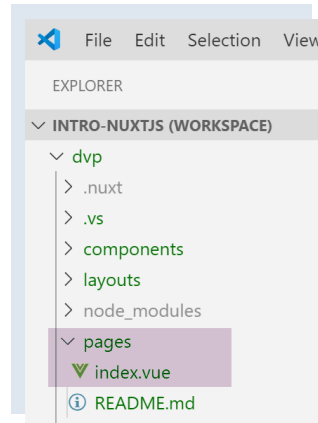 File Edit Selection View
EXPLORER
INTRO-NUXTJS (WORKSPACE)
dvp
.nuxt
.vs
components
layouts
node_modules
pages
index.vue
README.md